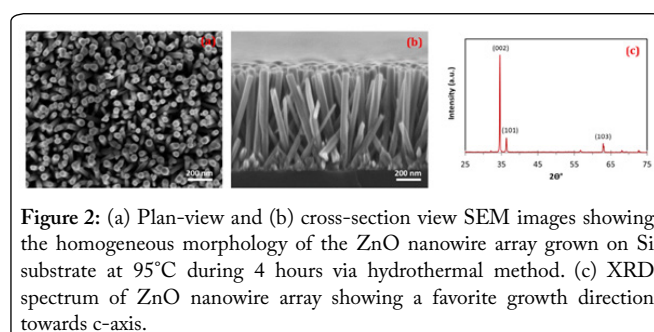 (a)
200 nm
(b)
200 nm
(c)
(002)
(101)
(103)
Intensity (a.u.)
25 35 45 55 65 75
2Θ°
Figure 2: (a) Plan-view and (b) cross-section view SEM images showing
the homogeneous morphology of the ZnO nanowire array grown on Si
substrate at 95°C during 4 hours via hydrothermal method. (c) XRD
spectrum of ZnO nanowire array showing a favorite growth direction
towards c-axis.